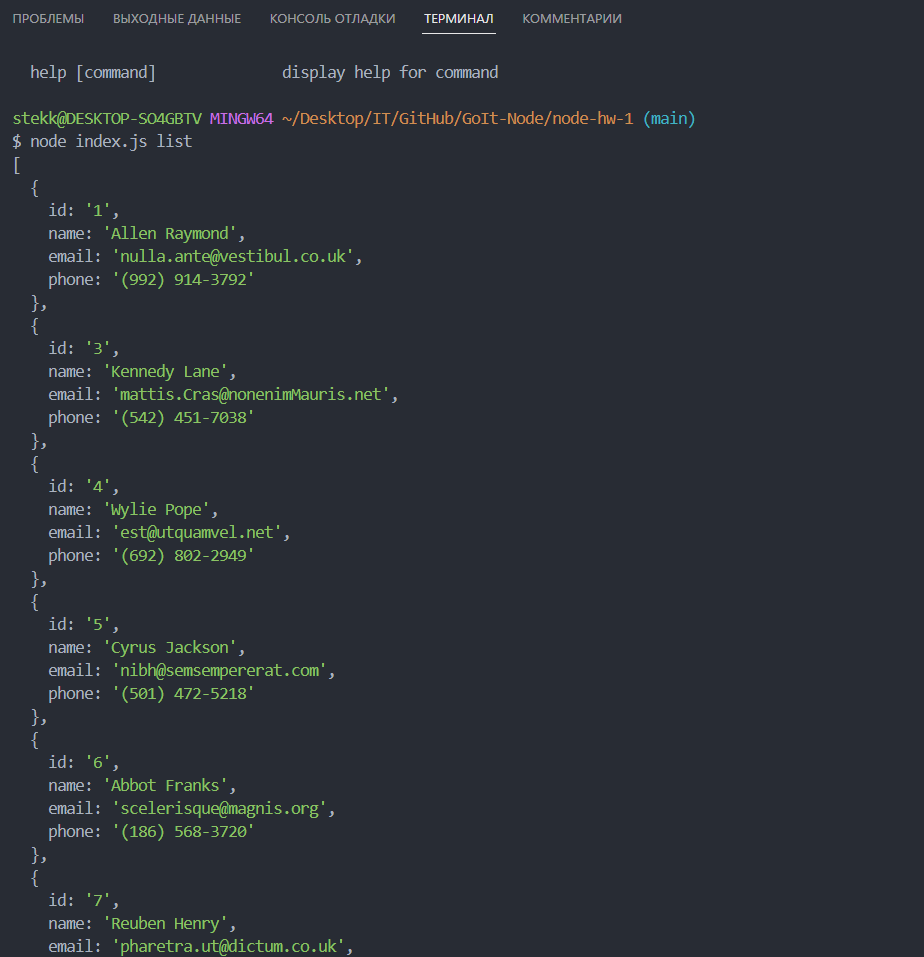 ПРОБЛЕМЫ ВЫХОДНЫЕ ДАННЫЕ КОНСОЛЬ ОТЛАДКИ ТЕРМИНАЛ КОММЕНТАРИИ
help [command] display help for command
stekk@DESKTOP-SO4GBTV MINGW64 ~/Desktop/IT/GitHub/GoIt-Node/node-hw-1 (main)
$ node index.js list
[
{
id: '1',
name: 'Allen Raymond',
email: 'nulla.ante@vestibul.co.uk',
phone: '(992) 914-3792'
},
{
id: '3',
name: 'Kennedy Lane',
email: 'mattis.Cras@nonenimMauris.net',
phone: '(542) 451-7038'
},
{
id: '4',
name: 'Wylie Pope',
email: 'est@utquamvel.net',
phone: '(692) 802-2949'
},
{
id: '5',
name: 'Cyrus Jackson',
email: 'nibh@semsempererat.com',
phone: '(501) 472-5218'
},
{
id: '6',
name: 'Abbot Franks',
email: 'scelerisque@magnis.org',
phone: '(186) 568-3720'
},
{
id: '7',
name: 'Reuben Henry',
email: 'pharetra.ut@dictum.co.uk',